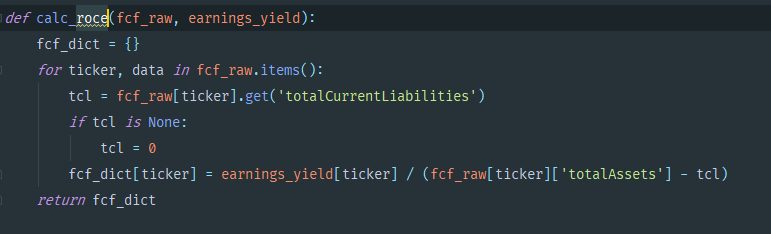 def calc_roce(fcf_raw, earnings_yield):
    fcf_dict = {}
    for ticker, data in fcf_raw.items():
        tcl = fcf_raw[ticker].get('totalCurrentLiabilities')
        if tcl is None:
            tcl = 0
        fcf_dict[ticker] = earnings_yield[ticker] / (fcf_raw[ticker]['totalAssets'] - tcl)
    return fcf_dict